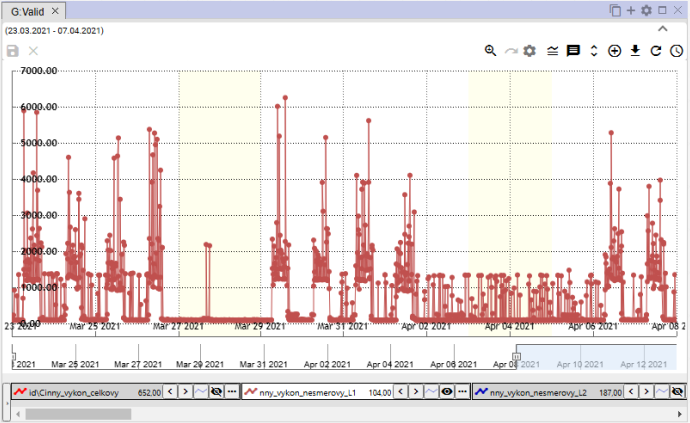 G:Valid
(23.03.2021 - 07.04.2021)
7000.00
6000.00
5000.00
4000.00
3000.00
2000.00
1000.00
0.00
23 2021 Mar 25 2021 Mar 27 2021 Mar 29 2021 Mar 31 2021 Apr 02 2021 Apr 04 2021 Apr 06 2021 Apr 08 2
2021 Mar 25 2021 Mar 27 2021 Mar 29 2021 Mar 31 2021 Apr 02 2021 Apr 04 2021 Apr 06 2021 Apr 08 2021 Apr 10 2021 Apr 12 2021
id\Cinny_vykon_celkovy 652.00 nny_vykon_nesmerovy_L1 104.00 nny_vykon_nesmerovy_L2 187.00